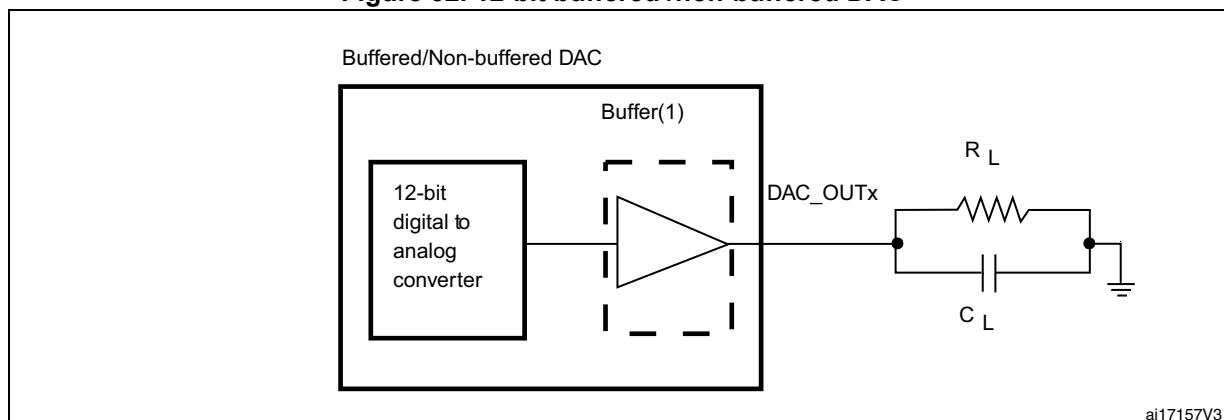 Buffered/Non-buffered DAC
Buffer(1)
12-bit
digital to
analog
converter
DAC_OUTx
R L
C L
ai17157V3